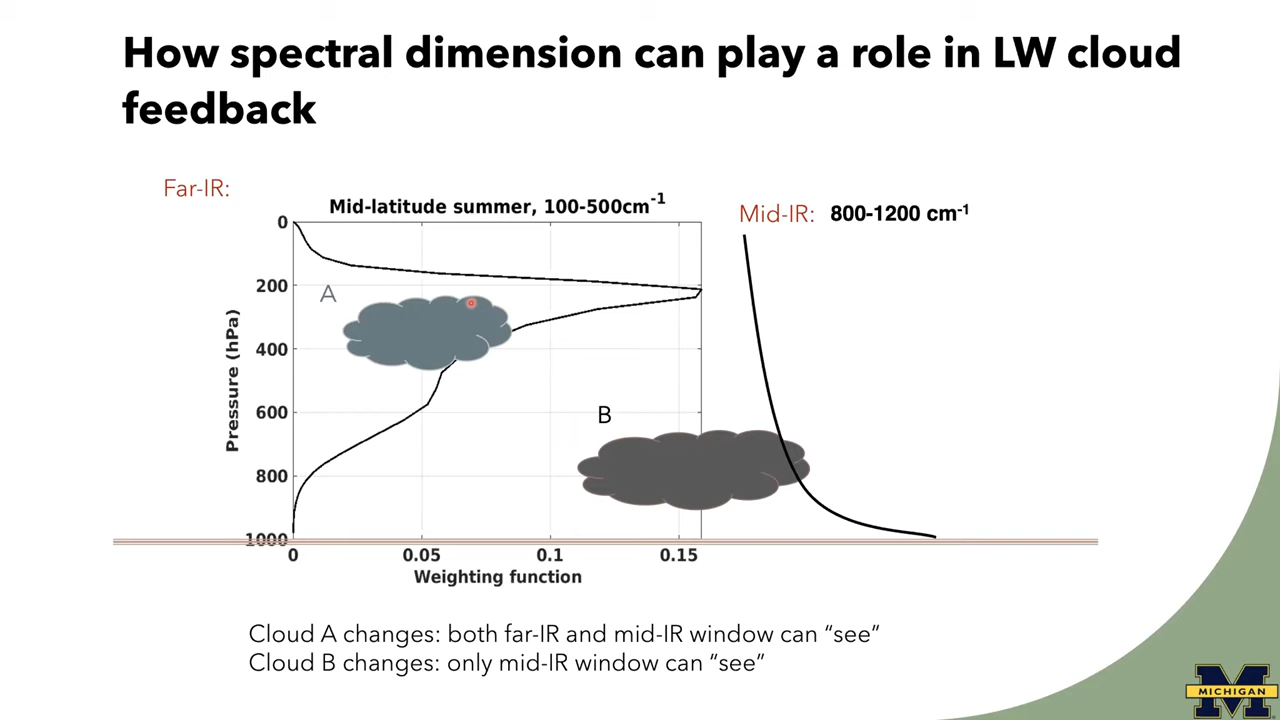 How spectral dimension can play a role in LW cloud
feedback
Far-IR:
Mid-latitude summer, 100-500cm⁻¹
Mid-IR: 800-1200 cm⁻¹
0
200
400
600
800
1000
Pressure (hPa)
A
B
0
0.05
0.1
0.15
Weighting function
Cloud A changes: both far-IR and mid-IR window can “see”
Cloud B changes: only mid-IR window can “see”
MICHIGAN